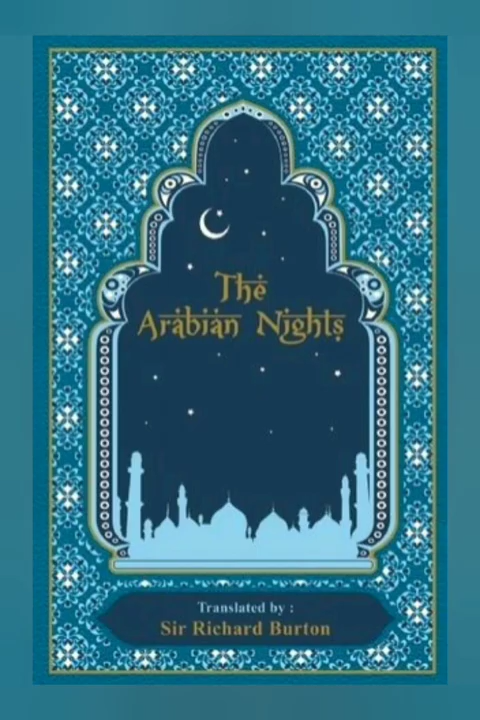 The
Arabian Nights
Translated by :
Sir Richard Burton